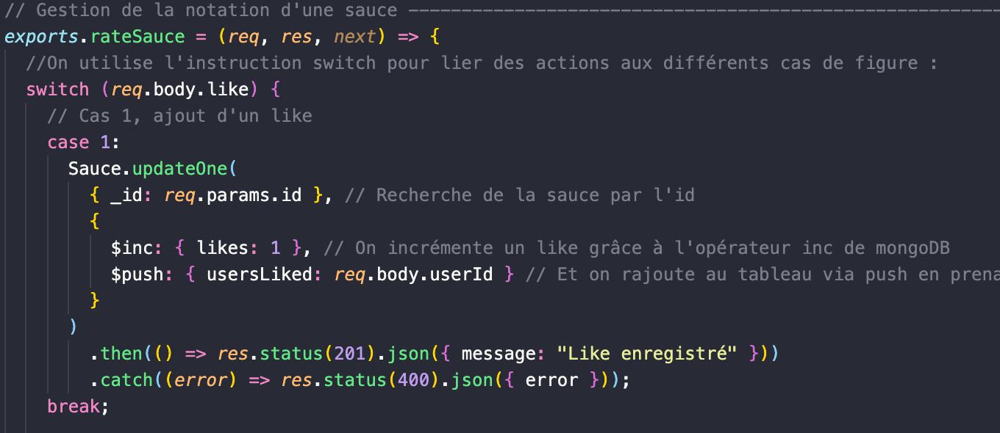 // Gestion de la notation d'une sauce ––––––––––––––––––––––––––––––––––––––––––––––––––––––––
exports.rateSauce = (req, res, next) => {
  //On utilise l'instruction switch pour lier des actions aux différents cas de figure :
  switch (req.body.like) {
    // Cas 1, ajout d'un like
    case 1:
      Sauce.updateOne(
        { _id: req.params.id }, // Recherche de la sauce par l'id
        {
          $inc: { likes: 1 }, // On incrémente un like grâce à l'opérateur inc de mongoDB
          $push: { usersLiked: req.body.userId } // Et on rajoute au tableau via push en
        }
      )
        .then(() => res.status(201).json({ message: "Like enregistré" }))
        .catch((error) => res.status(400).json({ error }));
    break;